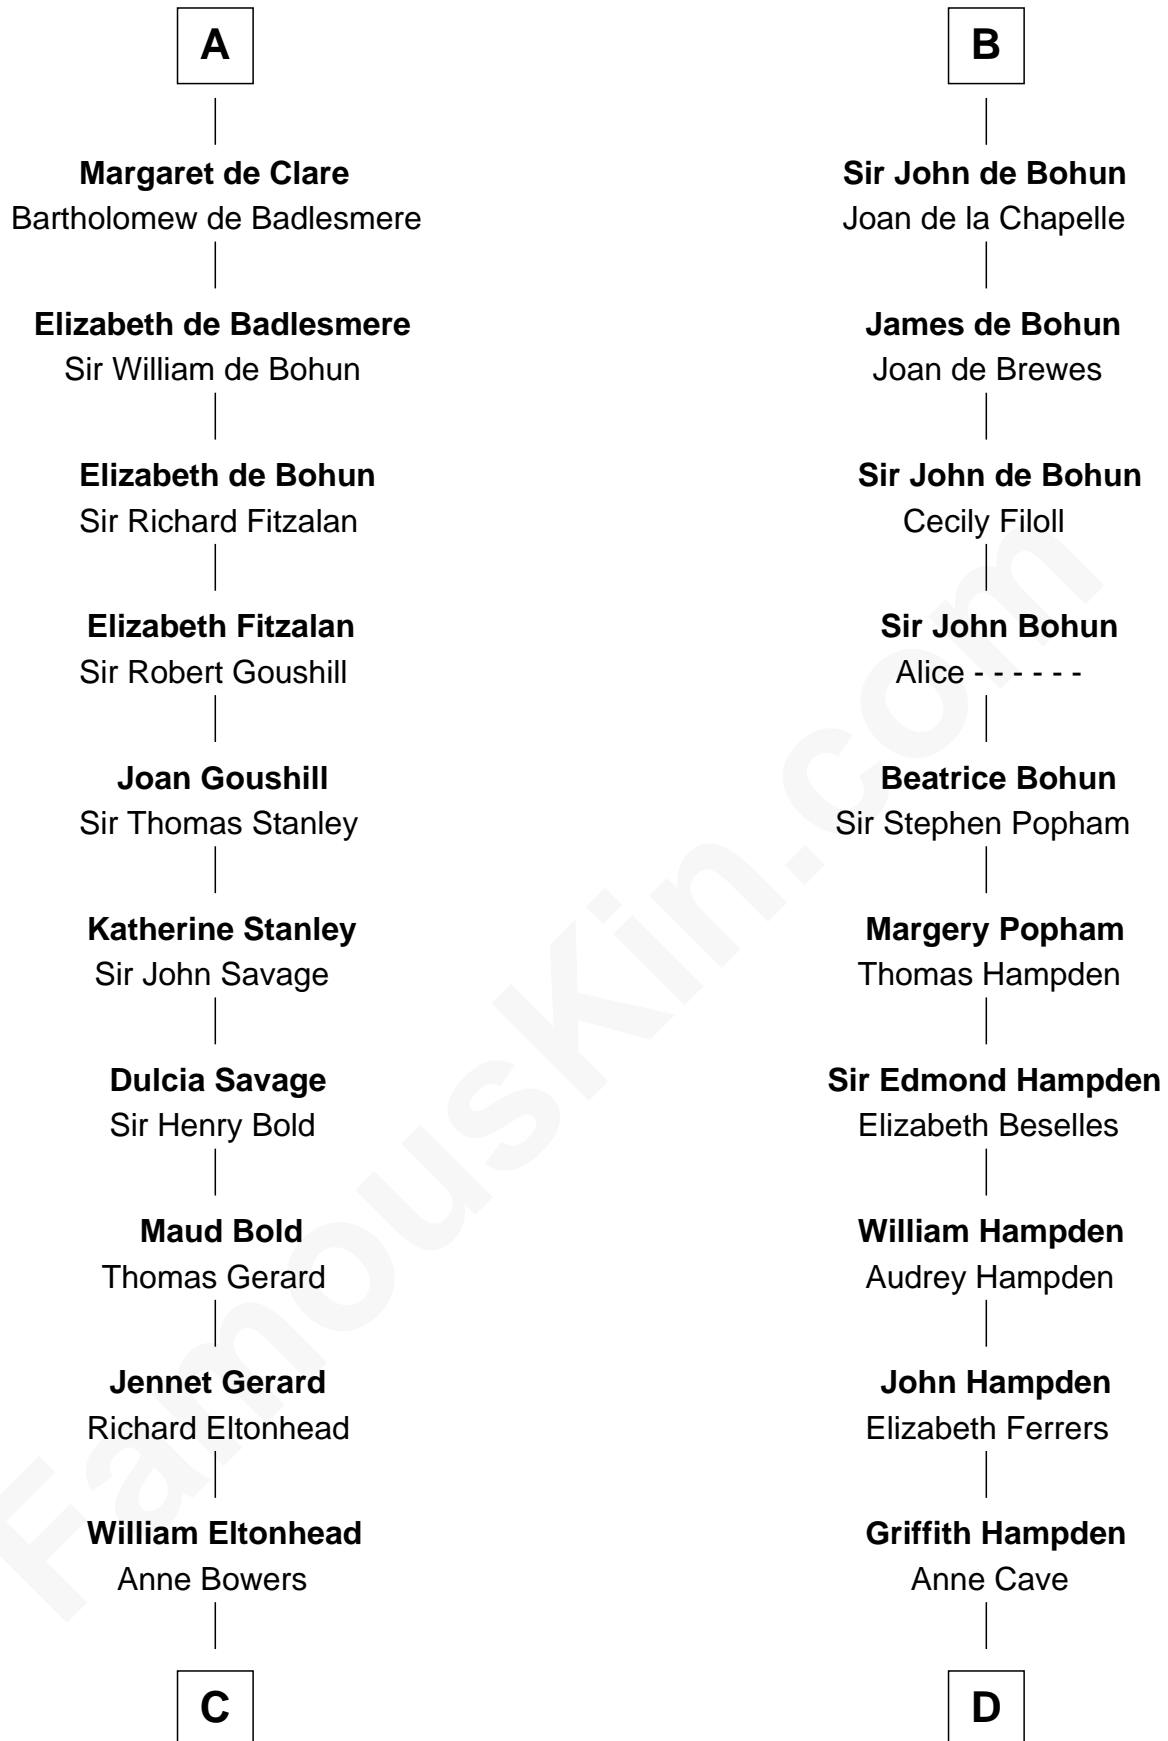 A
Margaret de Clare
Bartholomew de Badlesmere
Elizabeth de Badlesmere
Sir William de Bohun
Elizabeth de Bohun
Sir Richard Fitzalan
Elizabeth Fitzalan
Sir Robert Goushill
Joan Goushill
Sir Thomas Stanley
Katherine Stanley
Sir John Savage
Dulcia Savage
Sir Henry Bold
Maud Bold
Thomas Gerard
Jennet Gerard
Richard Eltonhead
William Eltonhead
Anne Bowers
C
B
Sir John de Bohun
Joan de la Chapelle
James de Bohun
Joan de Brewes
Sir John de Bohun
Cecily Filoll
Sir John Bohun
Alice - - - - - -
Beatrice Bohun
Sir Stephen Popham
Margery Popham
Thomas Hampden
Sir Edmond Hampden
Elizabeth Beselles
William Hampden
Audrey Hampden
John Hampden
Elizabeth Ferrers
Griffith Hampden
Anne Cave
D
FamousKin.com